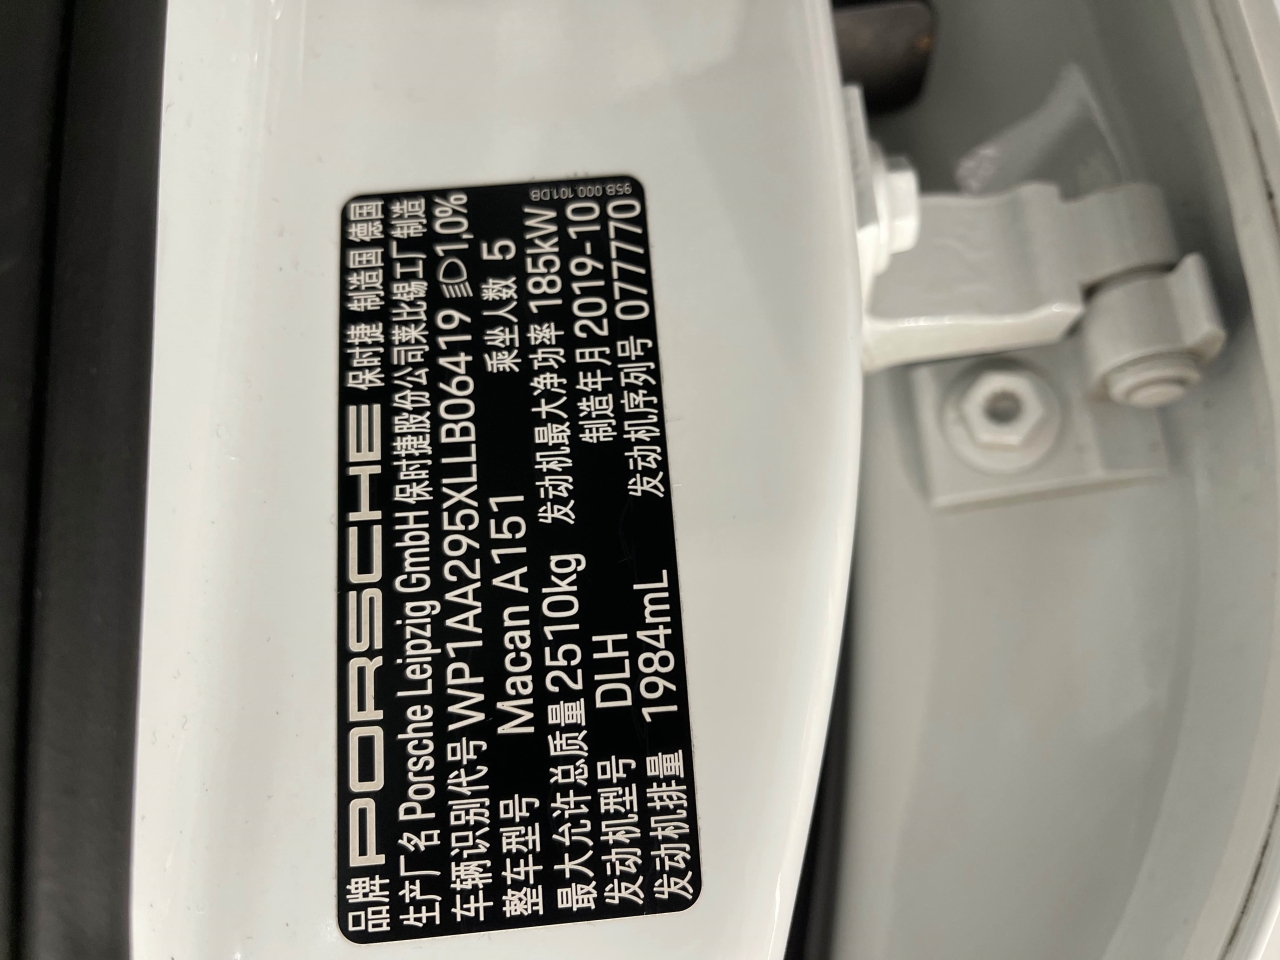 品牌 PORSCHE 保时捷 制造国 德国
生产厂名 Porsche Leipzig GmbH 保时捷股份公司莱比锡工厂制造
车辆识别代号 WP1AA295XLLB06419 1,0%
整车型号 Macan A151 乘坐人数 5
最大允许总质量 2510kg 发动机最大净功率 185kW
发动机型号 DLH 制造年月 2019-10
发动机排量 1984mL 发动机序列号 077770
95B.000.101.DB